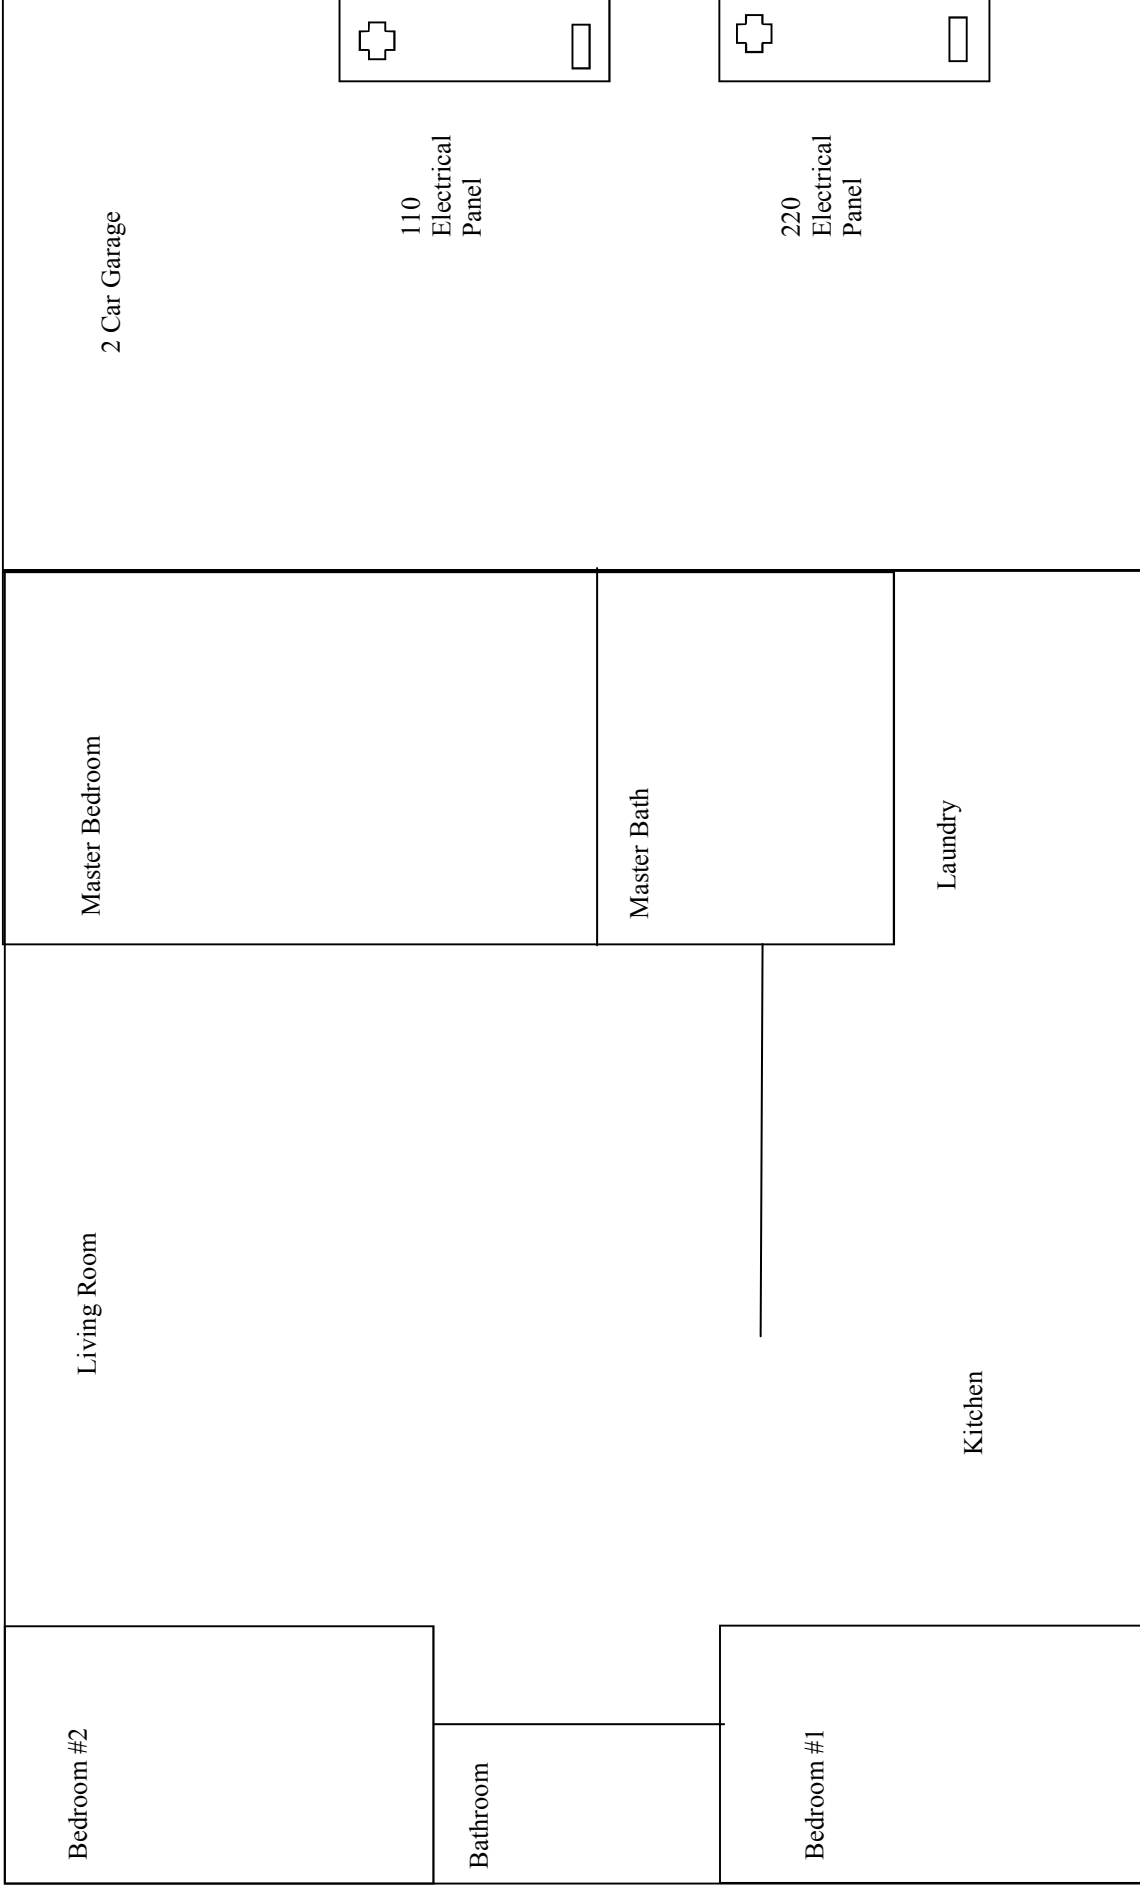 Bedroom #2
Living Room
Master Bedroom
2 Car Garage
110
Electrical
Panel
Bathroom
Master Bath
220
Electrical
Panel
Bedroom #1
Kitchen
Laundry